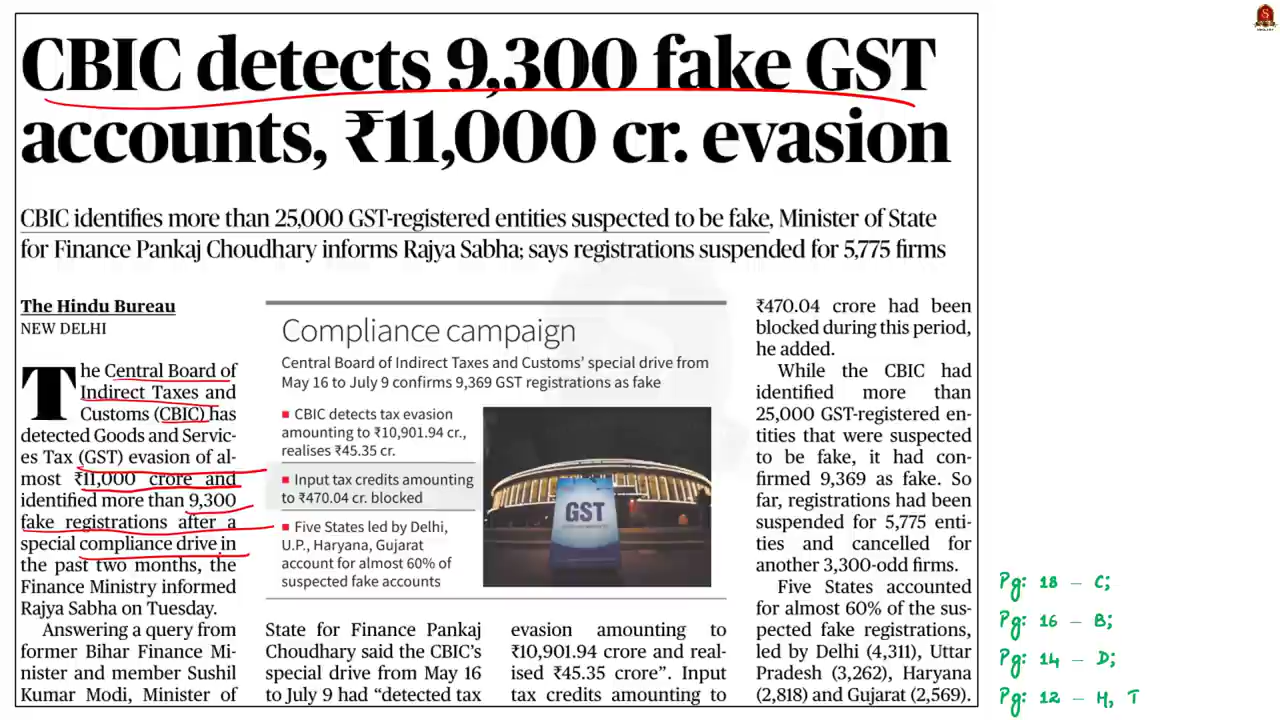 CBIC detects 9,300 fake GST
accounts, ₹11,000 cr. evasion
CBIC identifies more than 25,000 GST-registered entities suspected to be fake, Minister of State
for Finance Pankaj Choudhary informs Rajya Sabha; says registrations suspended for 5,775 firms
The Hindu Bureau
NEW DELHI
The Central Board of
Indirect Taxes and
Customs (CBIC) has
detected Goods and Servic-
es Tax (GST) evasion of al-
most ₹11,000 crore and
identified more than 9,300
fake registrations after a
special compliance drive in
the past two months, the
Finance Ministry informed
Rajya Sabha on Tuesday.
Answering a query from
former Bihar Finance Mi-
nister and member Sushil
Kumar Modi, Minister of
Compliance campaign
Central Board of Indirect Taxes and Customs' special drive from
May 16 to July 9 confirms 9,369 GST registrations as fake
CBIC detects tax evasion
amounting to ₹10,901.94 cr.,
realises ₹45.35 cr.
Input tax credits amounting
to ₹470.04 cr. blocked
Five States led by Delhi,
U.P., Haryana, Gujarat
account for almost 60% of
suspected fake accounts
GST
State for Finance Pankaj
Choudhary said the CBIC's
special drive from May 16
to July 9 had "detected tax
evasion amounting to
₹10,901.94 crore and real-
ised ₹45.35 crore". Input
tax credits amounting to
₹470.04 crore had been
blocked during this period,
he added.
While the CBIC had
identified more than
25,000 GST-registered en-
tities that were suspected
to be fake, it had con-
firmed 9,369 as fake. So
far, registrations had been
suspended for 5,775 enti-
ties and cancelled for
another 3,300-odd firms.
Five States accounted
for almost 60% of the sus-
pected fake registrations,
led by Delhi (4,311), Uttar
Pradesh (3,262), Haryana
(2,818) and Gujarat (2,569).
Pg: 18 – C;
Pg: 16 – B;
Pg: 14 – D;
Pg: 12 – H, T